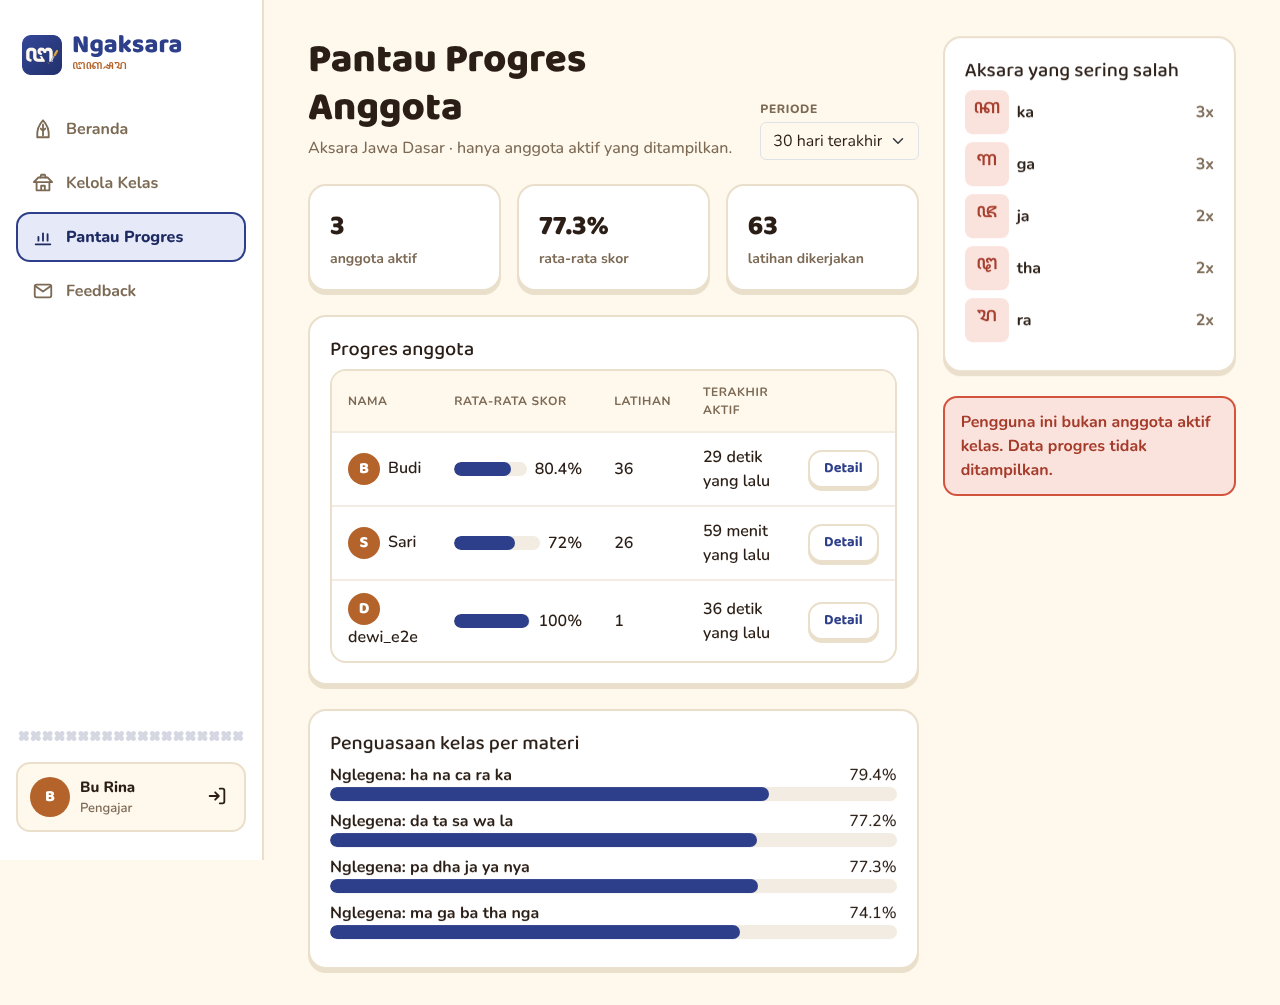 Ngaksara
Beranda
Kelola Kelas
Pantau Progres
Feedback
B
Bu Rina
Pengajar
Pantau Progres
Anggota
Aksara Jawa Dasar · hanya anggota aktif yang ditampilkan.
PERIODE
30 hari terakhir
3
anggota aktif
77.3%
rata-rata skor
63
latihan dikerjakan
Progres anggota
NAMA RATA-RATA SKOR LATIHAN TERAKHIR
AKTIF
B Budi 80.4% 36 29 detik
yang lalu
Detail
S Sari 72% 26 59 menit
yang lalu
Detail
D
dewi_e2e 100% 1 36 detik
yang lalu
Detail
Penguasaan kelas per materi
Nglegena: ha na ca ra ka 79.4%
Nglegena: da ta sa wa la 77.2%
Nglegena: pa dha ja ya nya 77.3%
Nglegena: ma ga ba tha nga 74.1%
Aksara yang sering salah
ꦏ ka 3x
ꦒ ga 3x
ꦗ ja 2x
ꦛ tha 2x
ꦫ ra 2x
Pengguna ini bukan anggota aktif
kelas. Data progres tidak
ditampilkan.